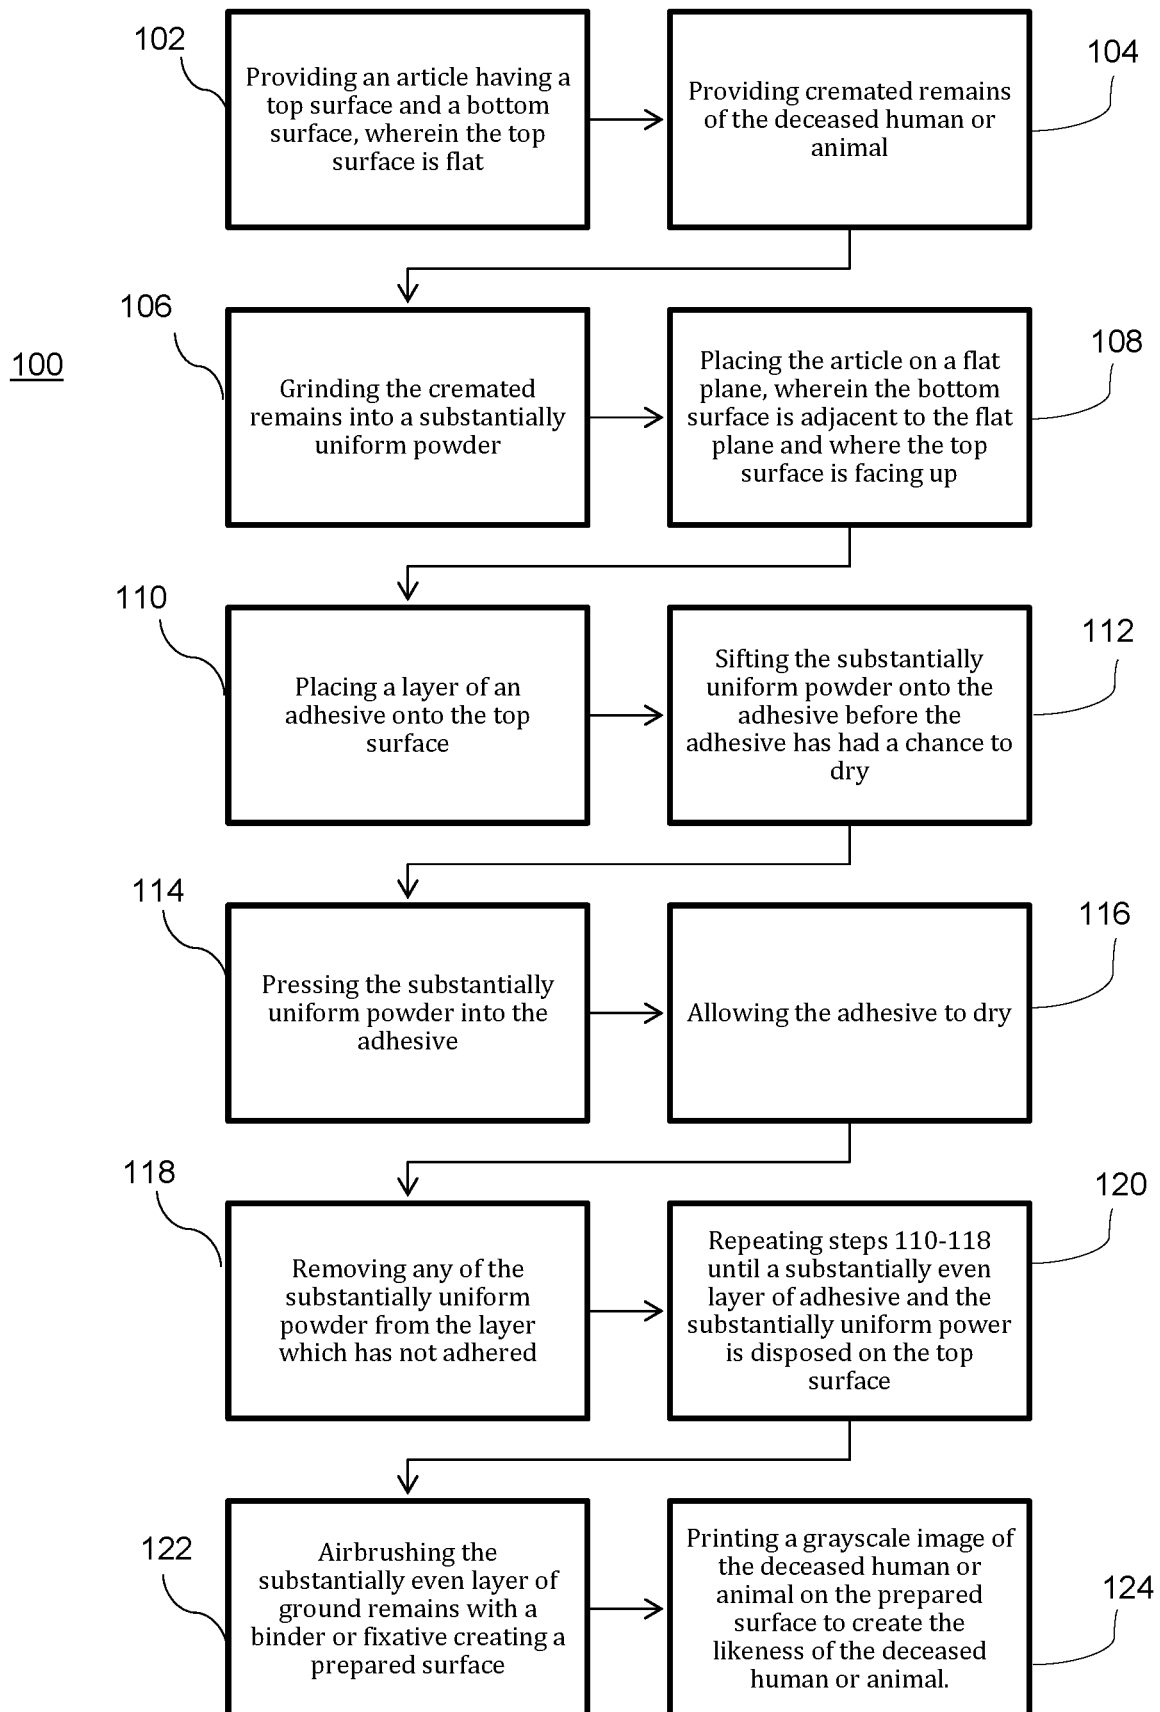 102
Providing an article having a
top surface and a bottom
surface, wherein the top
surface is flat
104
Providing cremated remains
of the deceased human or
animal
100
106
Grinding the cremated
remains into a substantially
uniform powder
108
Placing the article on a flat
plane, wherein the bottom
surface is adjacent to the flat
plane and where the top
surface is facing up
110
Placing a layer of an
adhesive onto the top
surface
112
Sifting the substantially
uniform powder onto the
adhesive before the
adhesive has had a chance to
dry
114
Pressing the substantially
uniform powder into the
adhesive
116
Allowing the adhesive to dry
118
Removing any of the
substantially uniform
powder from the layer
which has not adhered
120
Repeating steps 110-118
until a substantially even
layer of adhesive and the
substantially uniform power
is disposed on the top
surface
122
Airbrushing the
substantially even layer of
ground remains with a
binder or fixative creating a
prepared surface
124
Printing a grayscale image of
the deceased human or
animal on the prepared
surface to create the
likeness of the deceased
human or animal.